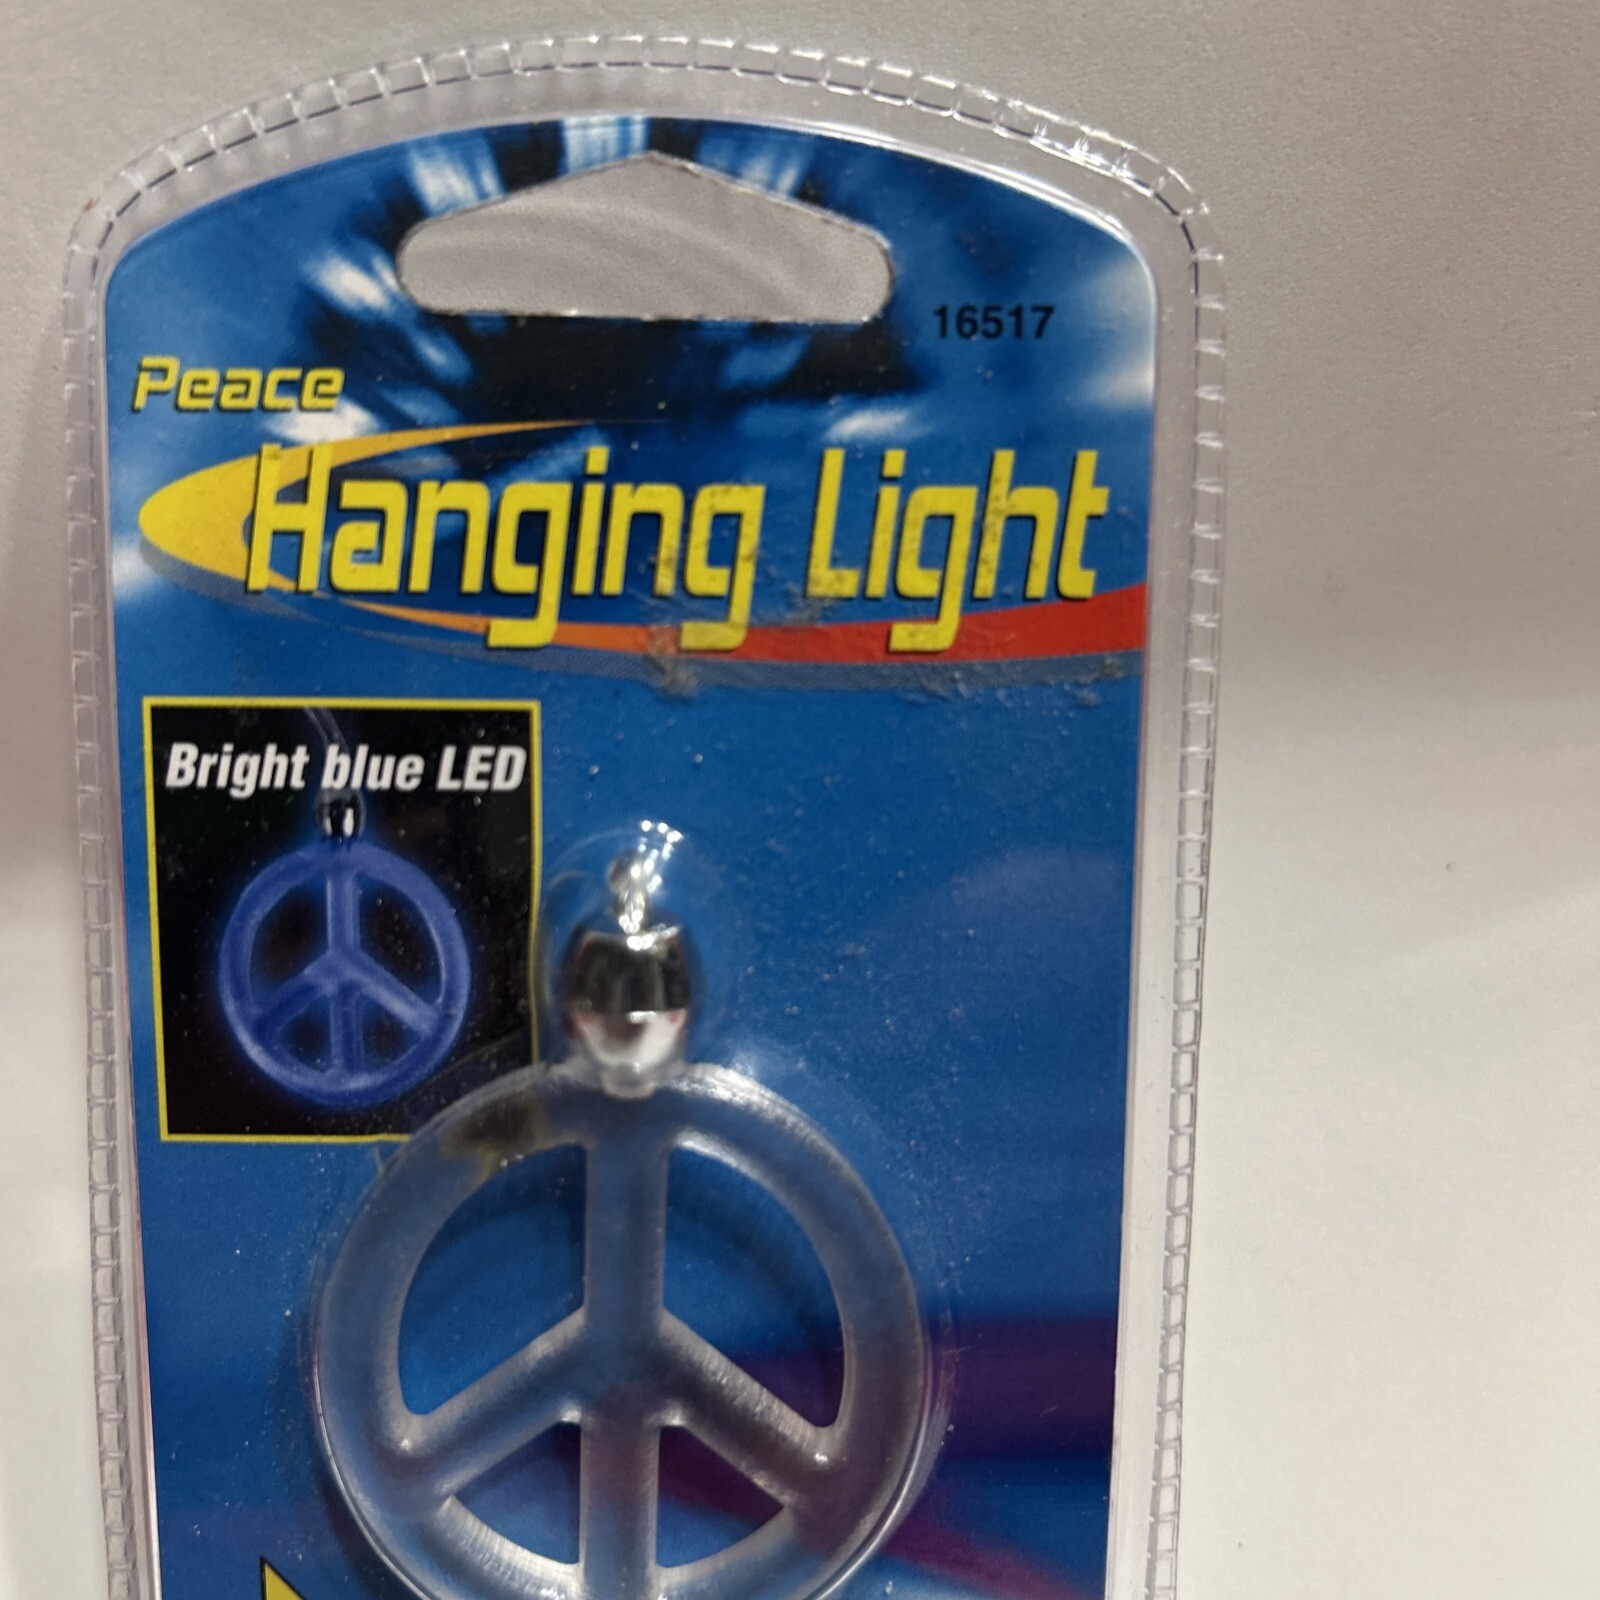 16517
Peace
Hanging Light
Bright blue LED